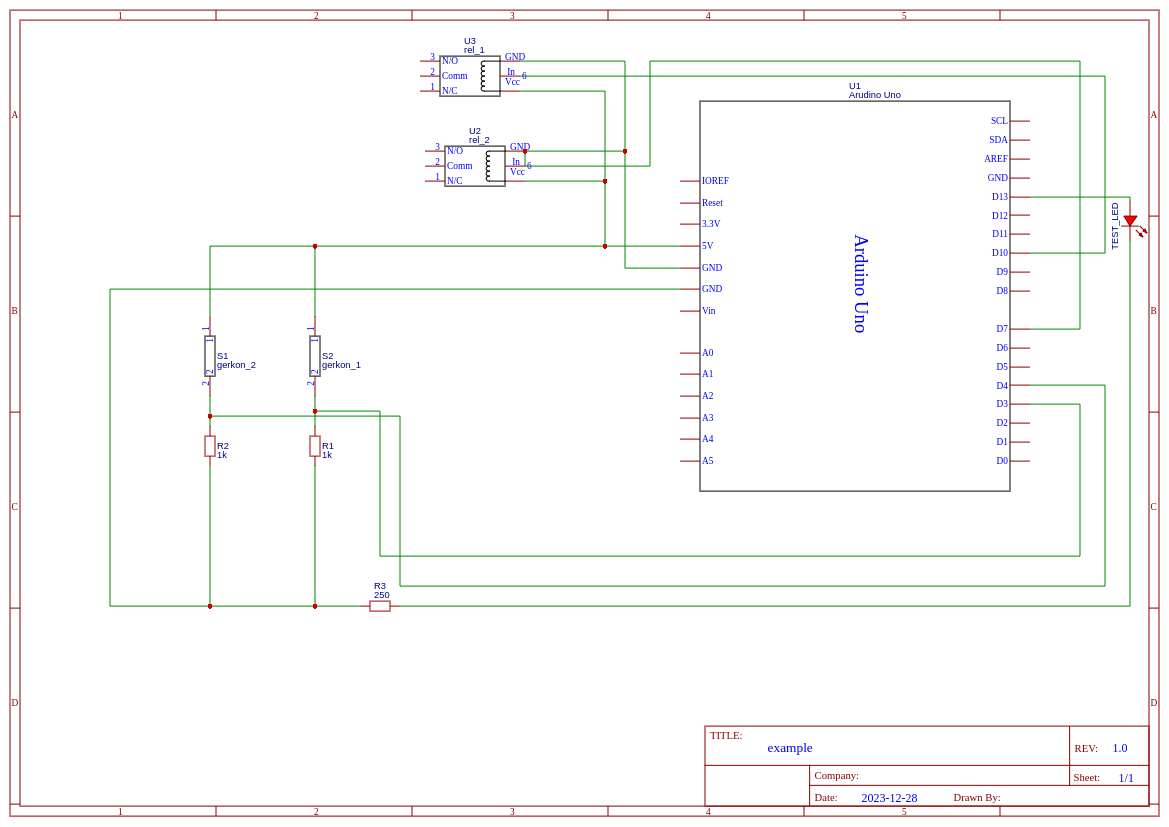 1 2 3 4 5
A
B
C
D
A
B
C
D
U3
rel_1
3 N/O GND
2 Comm In 6
Vcc
1 N/C
U2
rel_2
3 N/O GND
2 Comm In 6
Vcc
1 N/C
U1
Arudino Uno
Arduino Uno
IOREF
Reset
3.3V
5V
GND
GND
Vin
A0
A1
A2
A3
A4
A5
SCL
SDA
AREF
GND
D13
D12
D11
D10
D9
D8
D7
D6
D5
D4
D3
D2
D1
D0
TEST_LED
1
1
S1
gerkon_2
2
2
1
1
S2
gerkon_1
2
2
R2
1k
R1
1k
R3
250
TITLE:
example
REV: 1.0
Company:
Sheet: 1/1
Date: 2023-12-28 Drawn By:
1 2 3 4 5